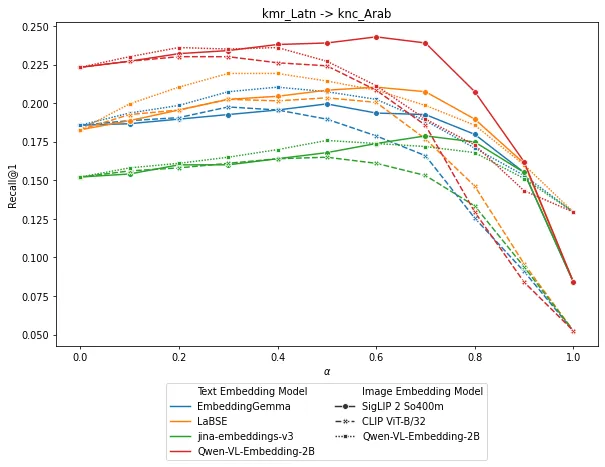 kmr_Latn -> knc_Arab
0.250
0.225
0.200
0.175
0.150
0.125
0.100
0.075
0.050
Recall@1
0.0 0.2 0.4 0.6 0.8 1.0
α
Text Embedding Model
EmbeddingGemma
LaBSE
jina-embeddings-v3
Qwen-VL-Embedding-2B
Image Embedding Model
SigLIP 2 So400m
CLIP ViT-B/32
Qwen-VL-Embedding-2B